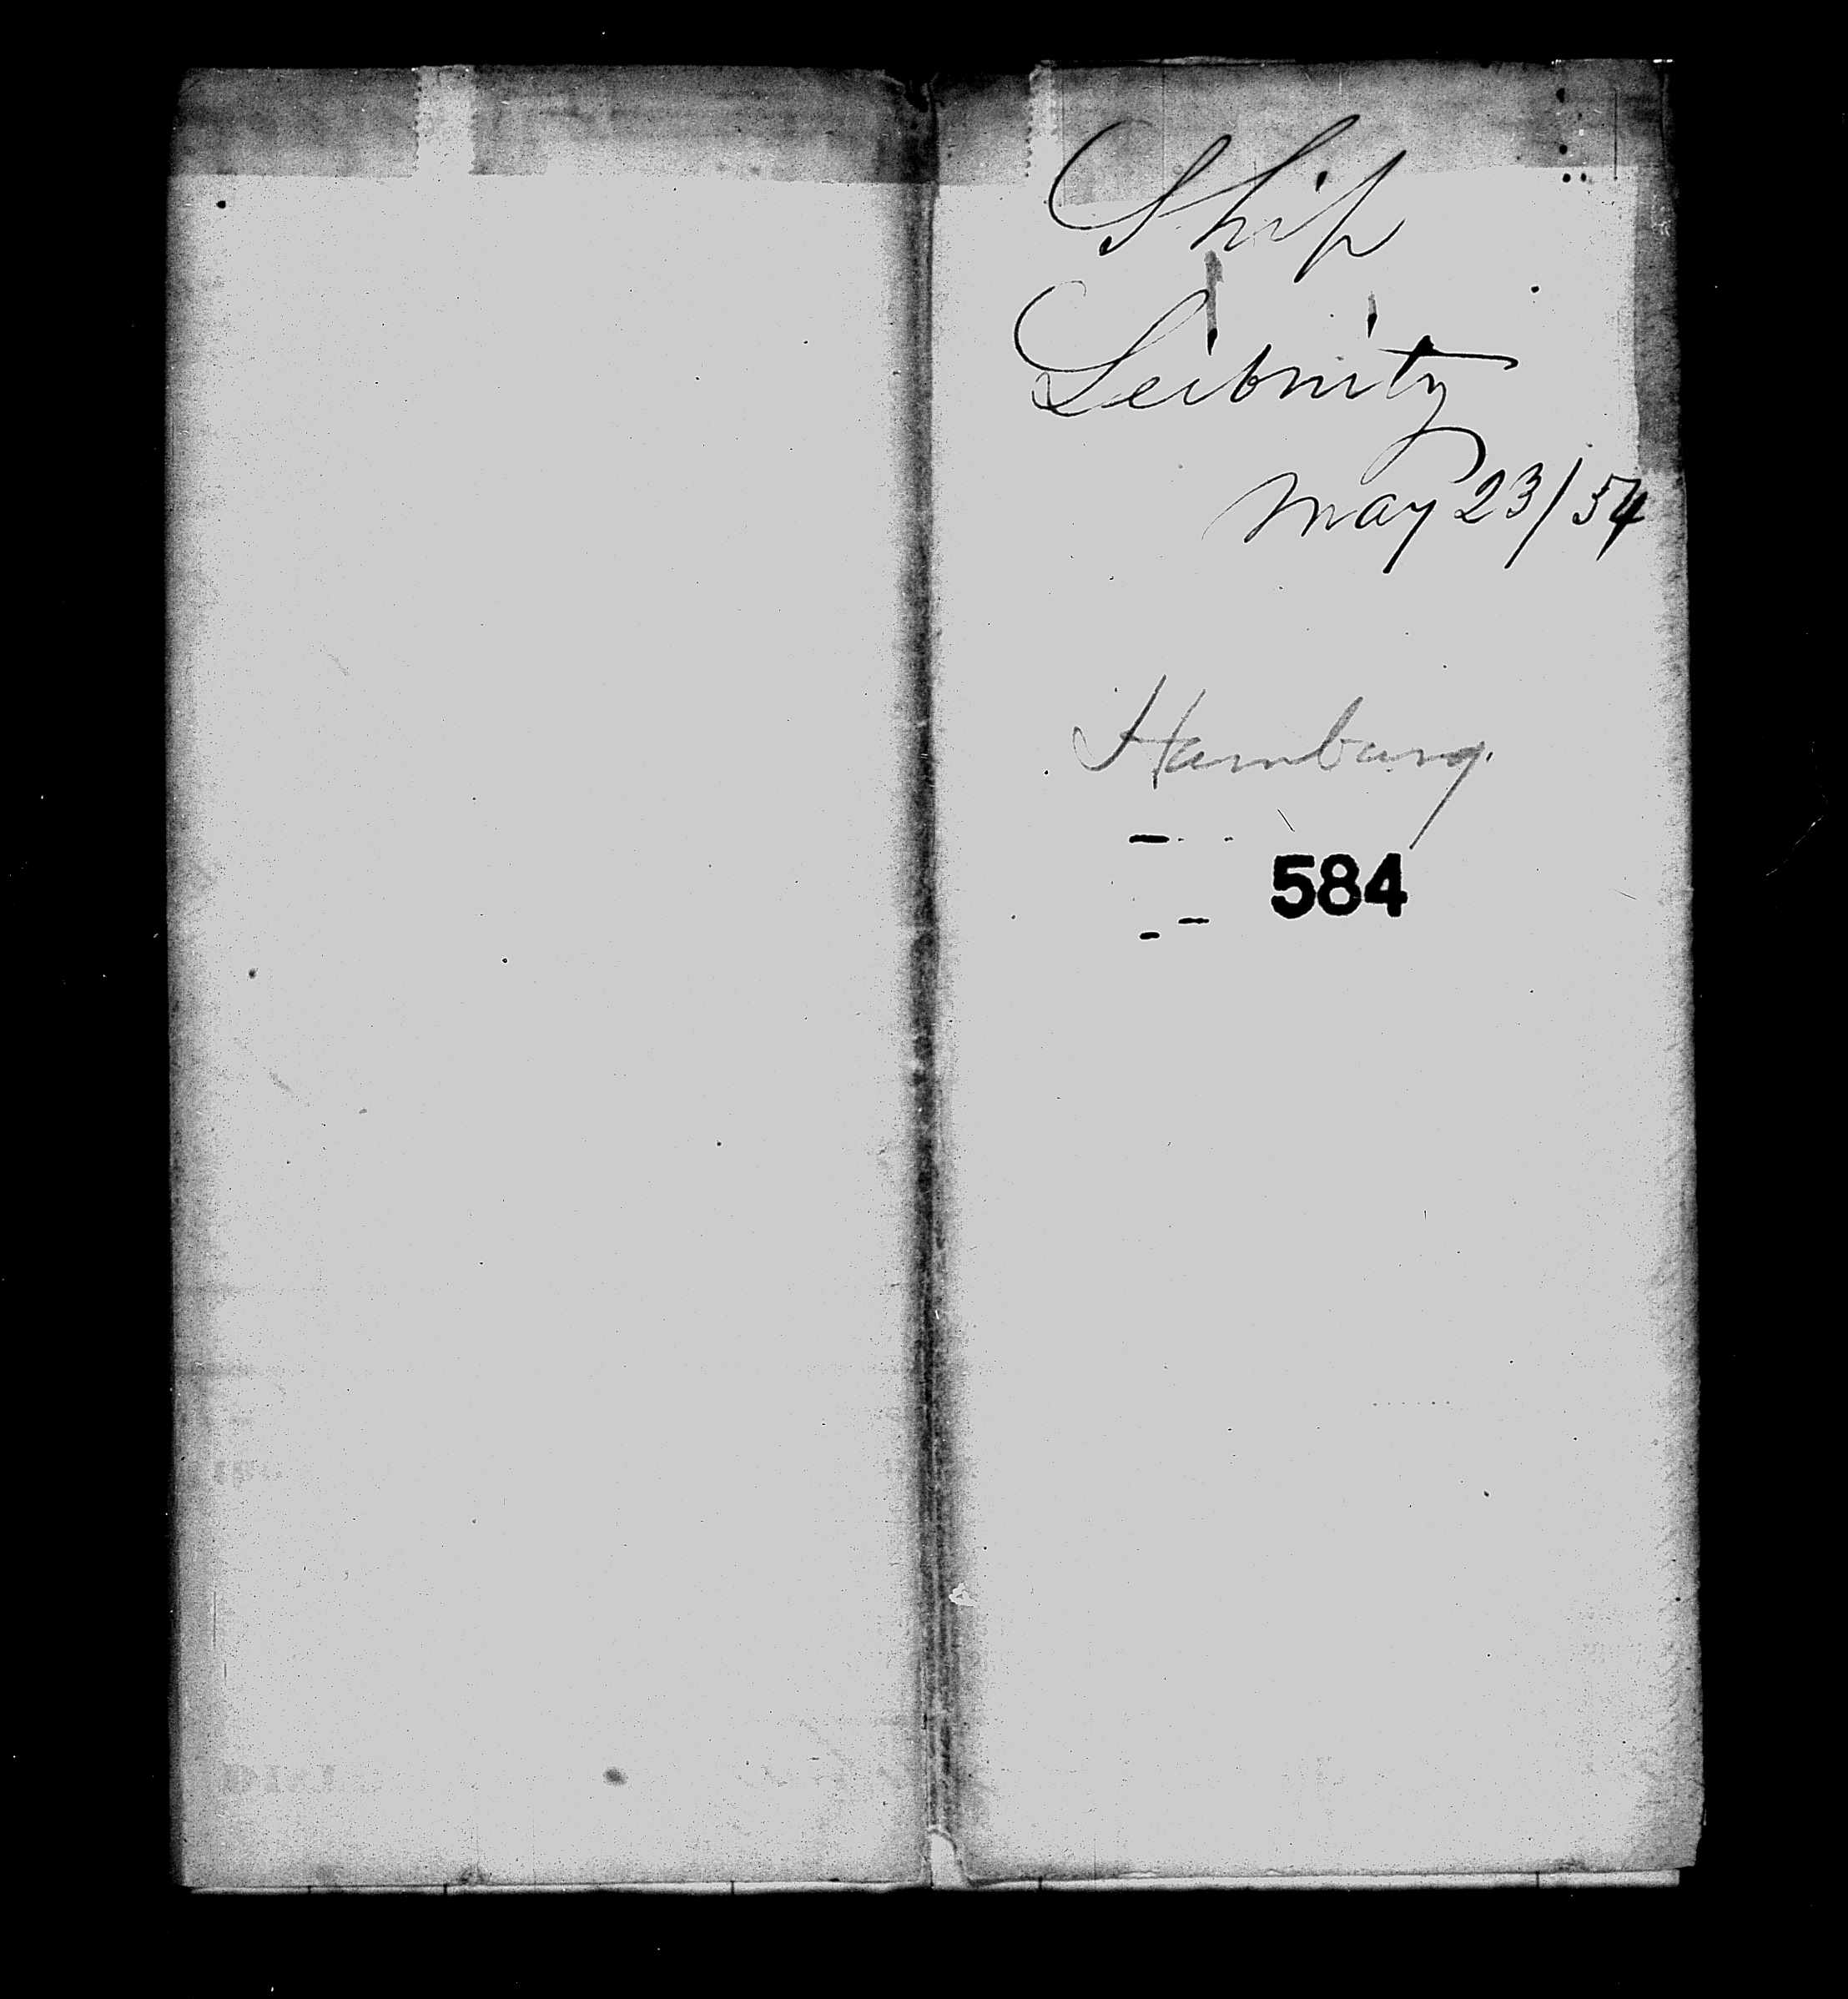 Ship
Leibnitz
May 23/54
Hamburg.
584